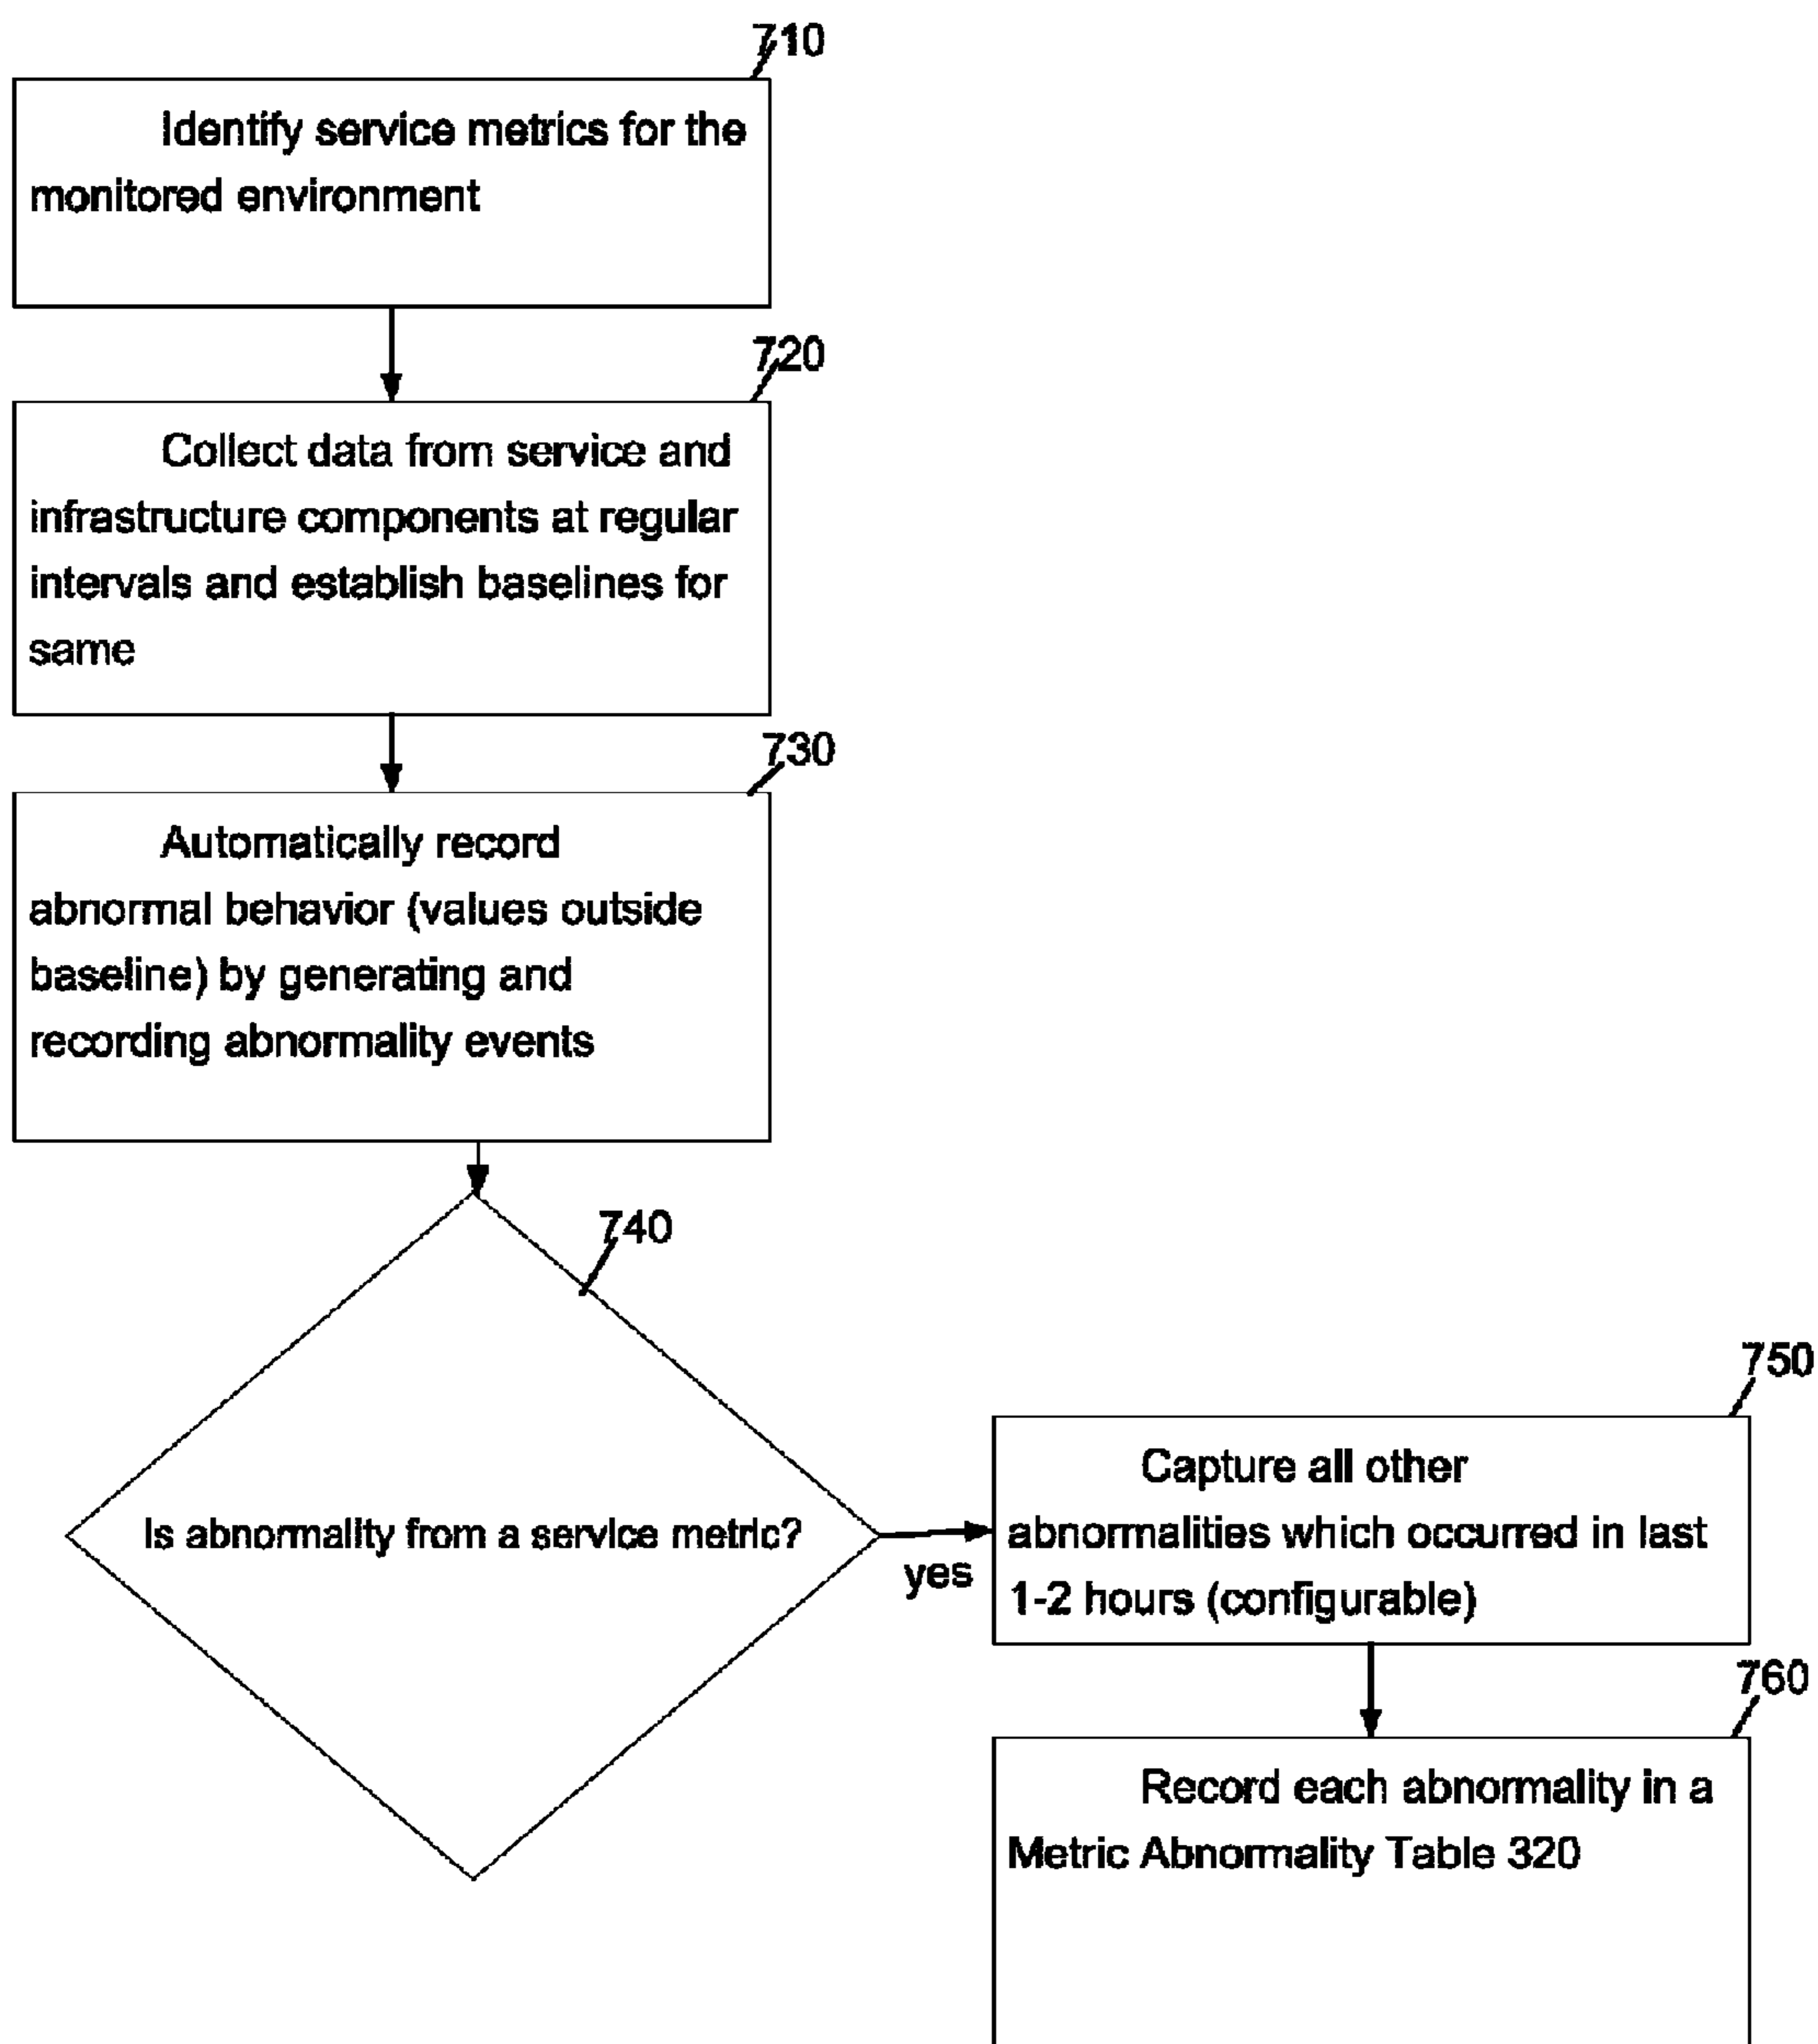 710
Identify service metrics for the
monitored environment
720
Collect data from service and
infrastructure components at regular
intervals and establish baselines for
same
730
Automatically record
abnormal behavior (values outside
baseline) by generating and
recording abnormality events
740
Is abnormality from a service metric?
yes
750
Capture all other
abnormalities which occurred in last
1-2 hours (configurable)
760
Record each abnormality in a
Metric Abnormality Table 320